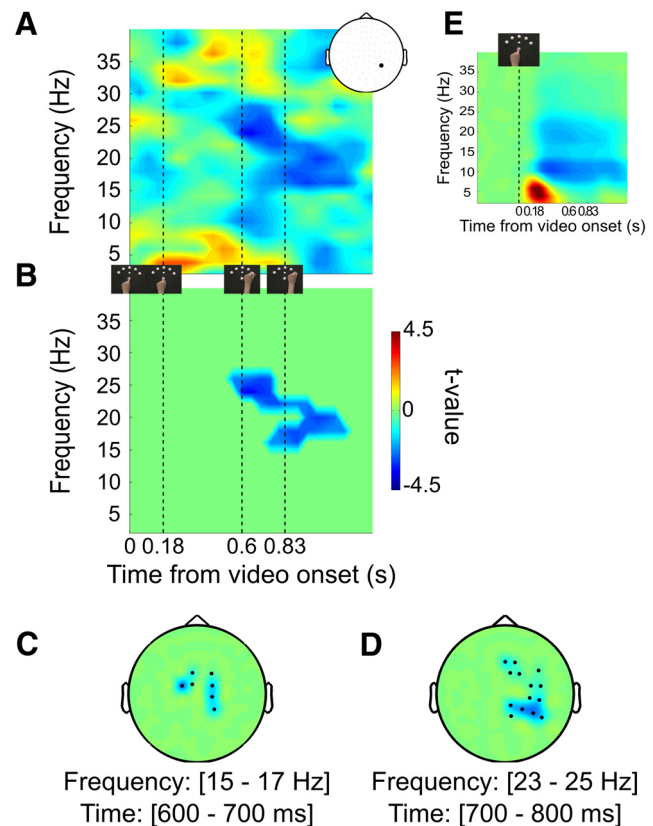 A
Frequency (Hz)
35
30
25
20
15
10
5
B
Frequency (Hz)
35
30
25
20
15
10
5
0 0.18 0.6 0.83
Time from video onset (s)
4.5
0
-4.5
t-value
E
Frequency (Hz)
35
30
25
20
15
10
5
0 0.18 0.6 0.83
Time from video onset (s)
C
Frequency: [15 - 17 Hz]
Time: [600 - 700 ms]
D
Frequency: [23 - 25 Hz]
Time: [700 - 800 ms]